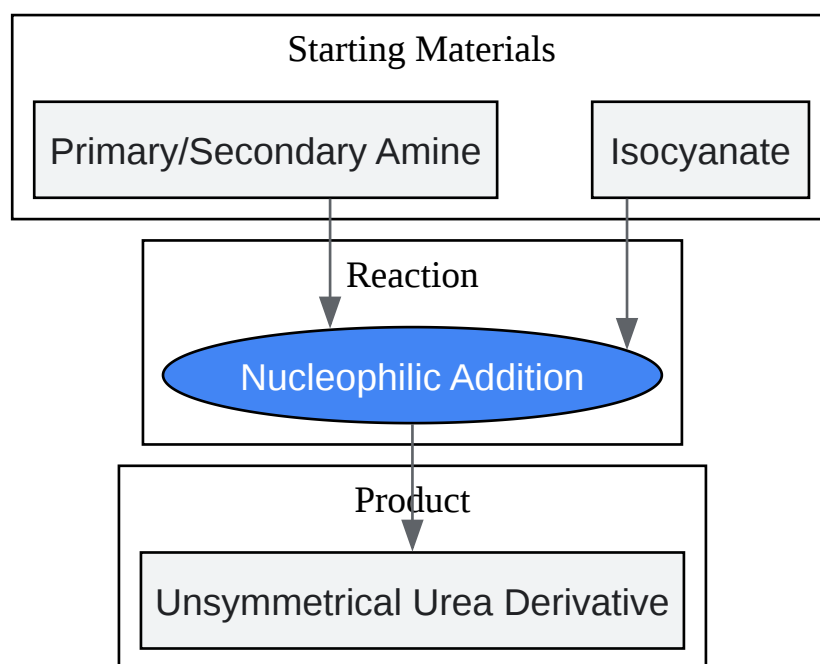 Starting Materials
Primary/Secondary Amine
Isocyanate
Reaction
Nucleophilic Addition
Product
Unsymmetrical Urea Derivative